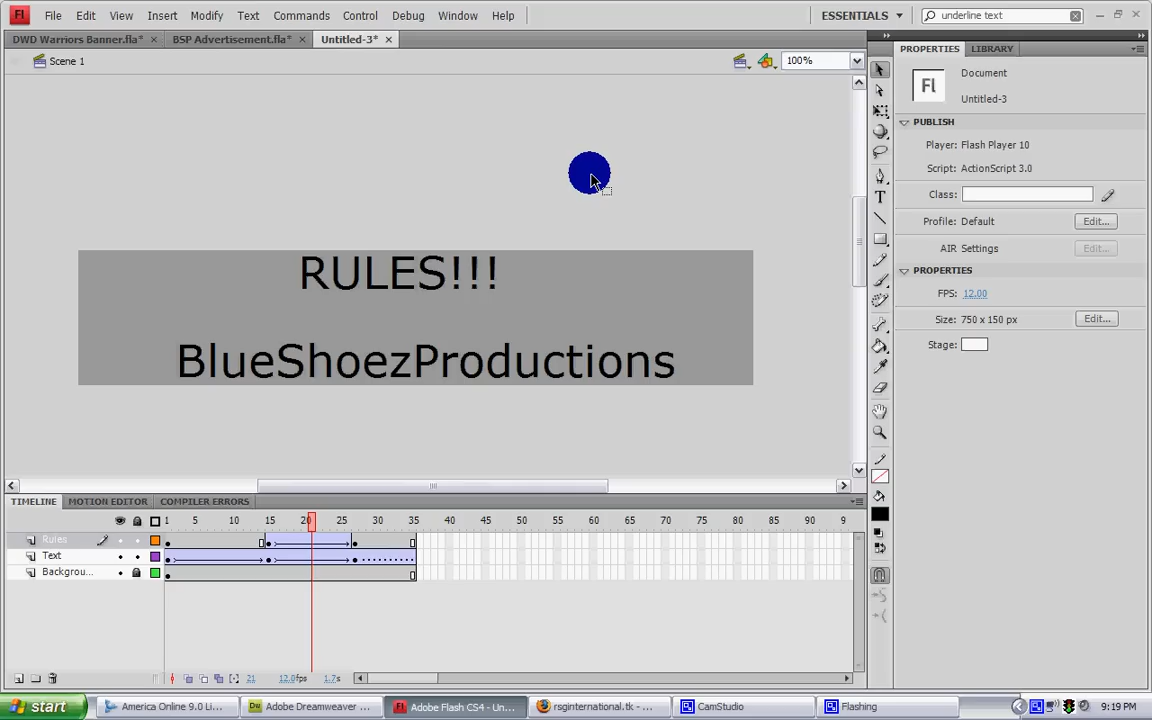 Fl File Edit View Insert Modify Text Commands Control Debug Window Help ESSENTIALS underline text
DWD Warriors Banner.fla* BSP Advertisement.fla* Untitled-3*
Scene 1 100%
PROPERTIES LIBRARY
Fl Document
Untitled-3
PUBLISH
Player: Flash Player 10
Script: ActionScript 3.0
Class:
Profile: Default Edit...
AIR Settings Edit...
PROPERTIES
FPS: 12.00
Size: 750 x 150 px Edit...
Stage:
RULES!!!
BlueShoezProductions
TIMELINE MOTION EDITOR COMPILER ERRORS
1 5 10 15 20 25 30 35 40 45 50 55 60 65 70 75 80 85 90 9
Rules
Text
Backgrou...
21 12.0fps 1.7s
start America Online 9.0 Li... Adobe Dreamweaver ... Adobe Flash CS4 - Un... rsginternational.tk - ... CamStudio Flashing 9:19 PM